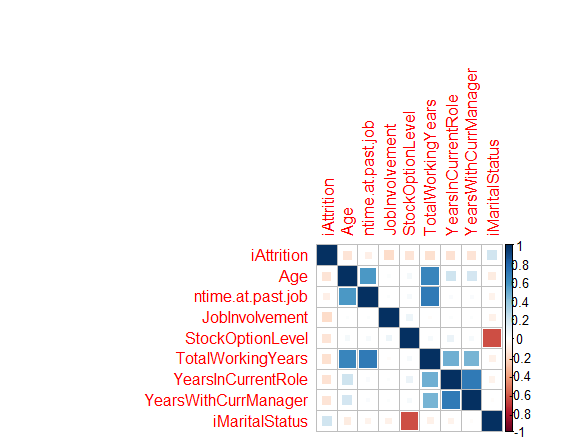 iAttrition
Age
ntime.at.past.job
JobInvolvement
StockOptionLevel
TotalWorkingYears
YearsInCurrentRole
YearsWithCurrManager
iMaritalStatus
iAttrition
Age
ntime.at.past.job
JobInvolvement
StockOptionLevel
TotalWorkingYears
YearsInCurrentRole
YearsWithCurrManager
iMaritalStatus
1
0.8
0.6
0.4
0.2
0
-0.2
-0.4
-0.6
-0.8
-1